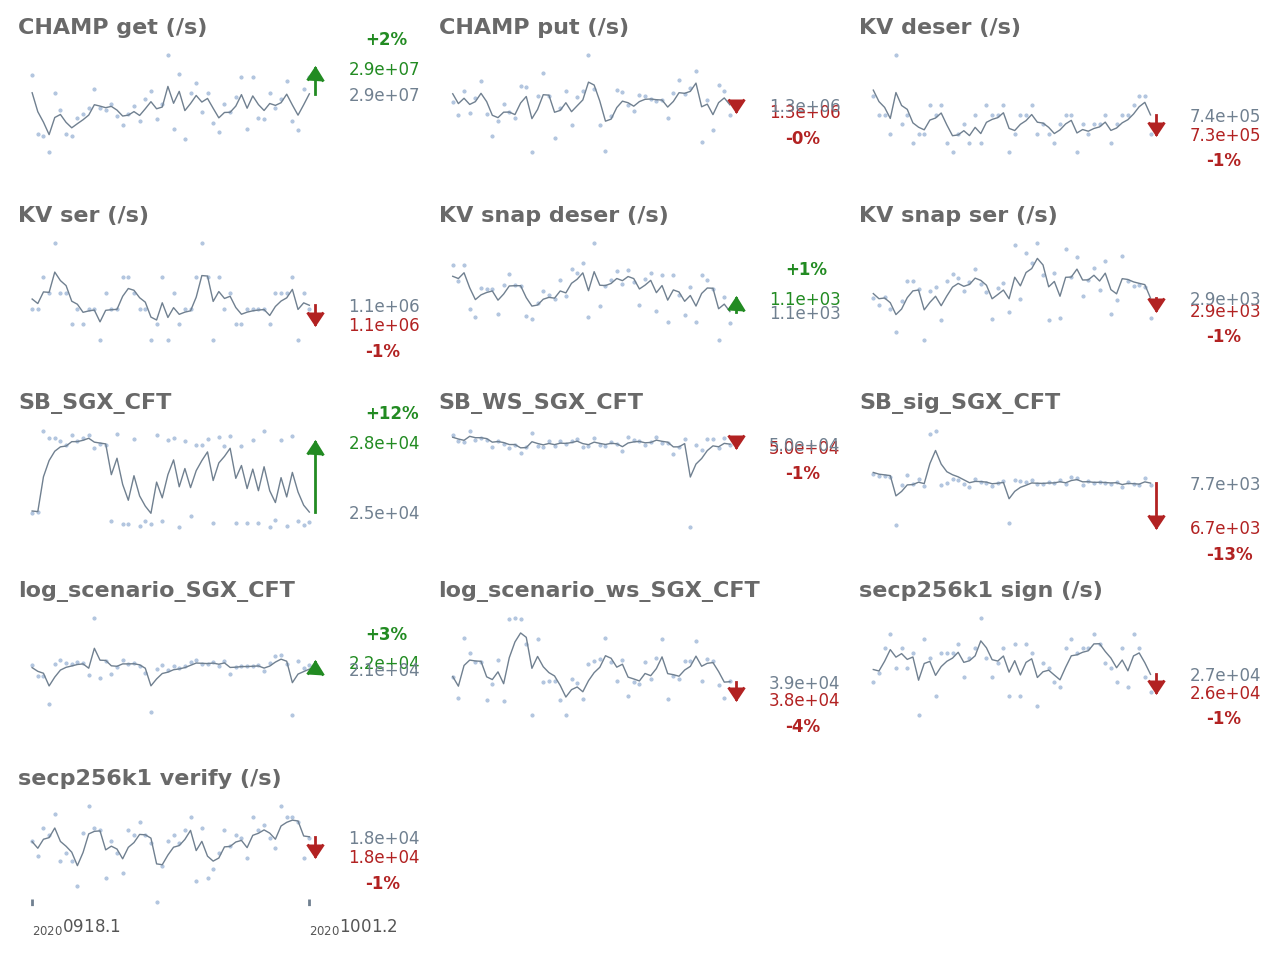 CHAMP get (/s)
+2%
2.9e+07
2.9e+07
CHAMP put (/s)
1.3e+06
1.3e+06
-0%
KV deser (/s)
7.4e+05
7.3e+05
-1%
KV ser (/s)
1.1e+06
1.1e+06
-1%
KV snap deser (/s)
+1%
1.1e+03
1.1e+03
KV snap ser (/s)
2.9e+03
2.9e+03
-1%
SB_SGX_CFT
+12%
2.8e+04
2.5e+04
SB_WS_SGX_CFT
5.0e+04
5.0e+04
-1%
SB_sig_SGX_CFT
7.7e+03
6.7e+03
-13%
log_scenario_SGX_CFT
+3%
2.2e+04
2.1e+04
log_scenario_ws_SGX_CFT
3.9e+04
3.8e+04
-4%
secp256k1 sign (/s)
2.7e+04
2.6e+04
-1%
secp256k1 verify (/s)
1.8e+04
1.8e+04
-1%
20200918.1
20201001.2